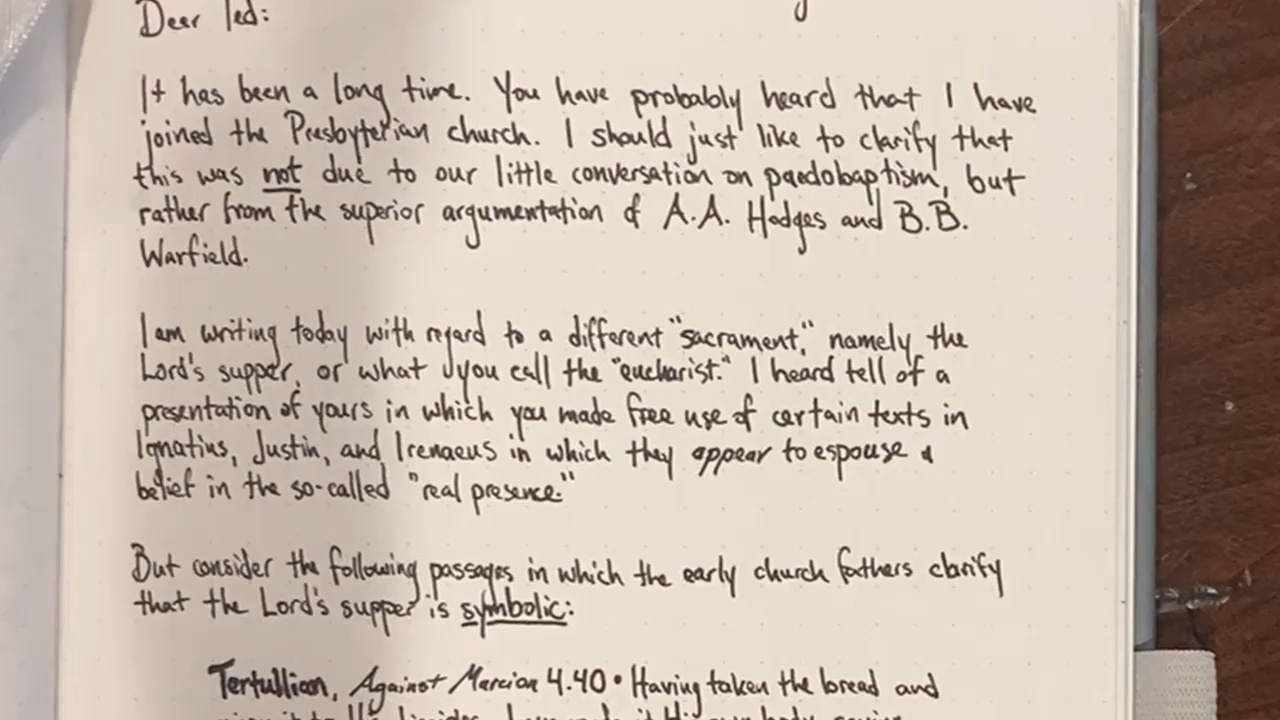 Deer Ted:
It has been a long time. You have probably heard that I have
joined the Presbyterian church. I should just like to clarify that
this was not due to our little conversation on paedobaptism, but
rather from the superior argumentation of A.A. Hodges and B.B.
Warfield.
I am writing today with regard to a different "sacrament," namely the
Lord's supper, or what you call the "eucharist." I heard tell of a
presentation of yours in which you made free use of certain texts in
Ignatius, Justin, and Irenaeus in which they appear to espouse a
belief in the so-called "real presence."
But consider the following passages in which the early church fathers clarify
that the Lord's supper is symbolic:
Tertullian, Against Marcion 4.40 • Having taken the bread and